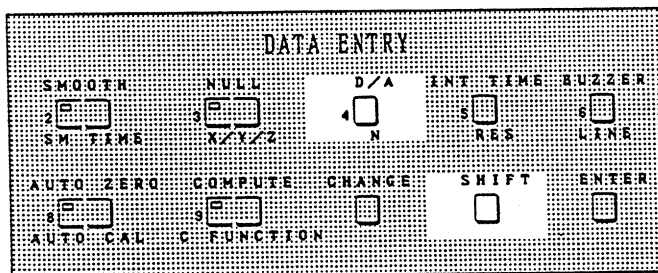 DATA ENTRY
SMOOTH NULL D/A INT TIME BUZZER
2 3 4 5 6
SM TIME X/Y/Z N RES LINE
AUTO ZERO COMPUTE CHANGE SHIFT ENTER
8 9
AUTO CAL C FUNCTION